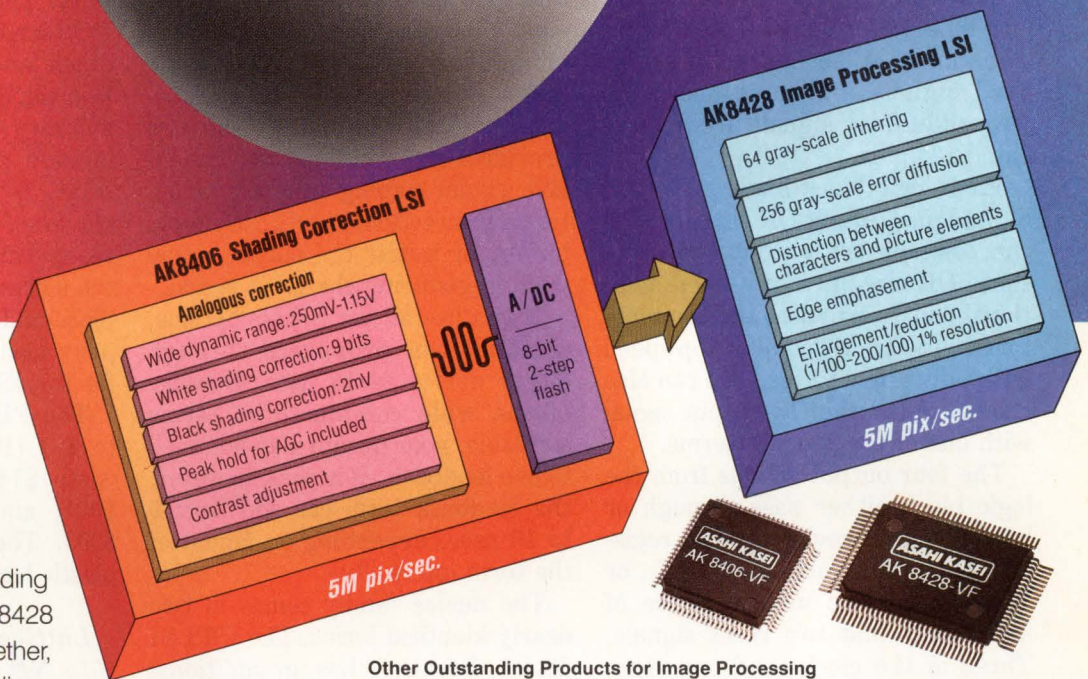 AK8406 Shading Correction LSI
Analogous correction
Wide dynamic range:250mV-1.15V
White shading correction:9 bits
Black shading correction:2mV
Peak hold for AGC included
Contrast adjustment
A/DC
8-bit
2-step
flash
5M pix/sec.
AK8428 Image Processing LSI
64 gray-scale dithering
256 gray-scale error diffusion
Distinction between
characters and picture elements
Edge emphasement
Enlargement/reduction
(1/100-200/100) 1% resolution
5M pix/sec.
ASAHI KASEI
AK 8406-VF
ASAHI KASEI
AK 8428-VF
ding
8428
ether,
Other Outstanding Products for Image Processing